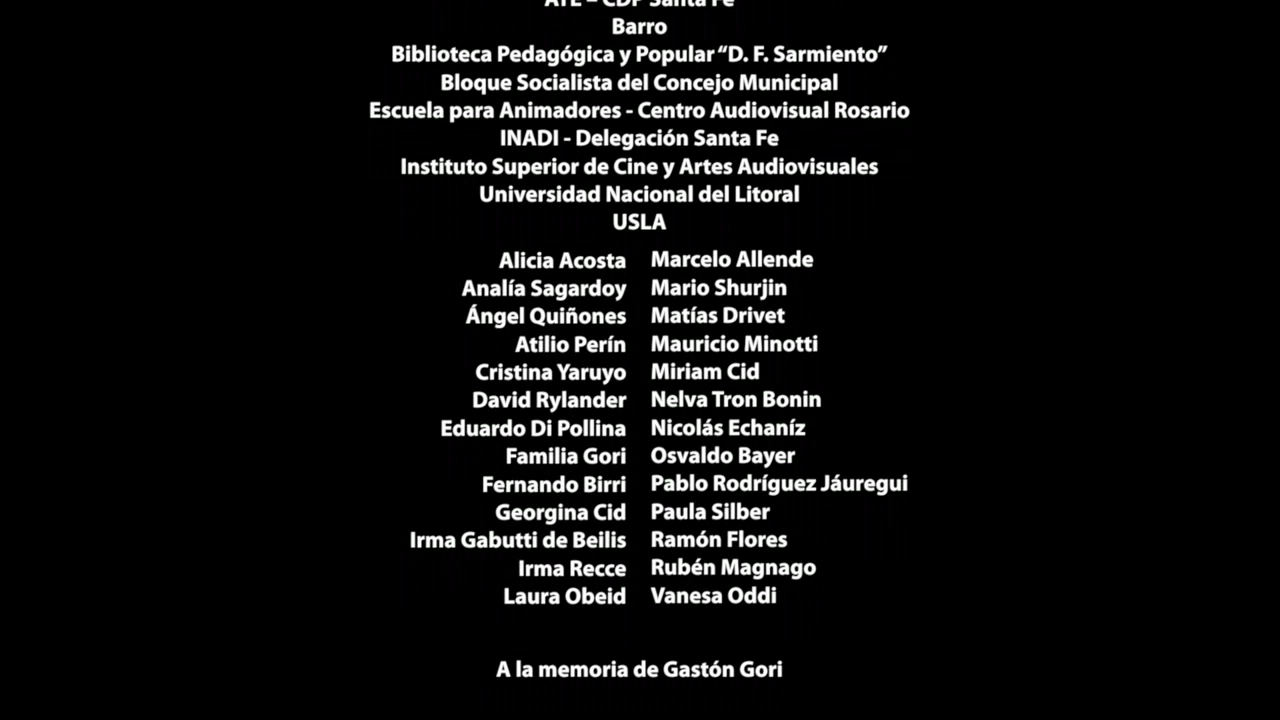 ATE – CDP Santa Fe
Barro
Biblioteca Pedagógica y Popular “D. F. Sarmiento”
Bloque Socialista del Concejo Municipal
Escuela para Animadores - Centro Audiovisual Rosario
INADI - Delegación Santa Fe
Instituto Superior de Cine y Artes Audiovisuales
Universidad Nacional del Litoral
USLA
Alicia Acosta Marcelo Allende
Analía Sagardoy Mario Shurjin
Ángel Quiñones Matías Drivet
Atilio Perín Mauricio Minotti
Cristina Yaruyo Miriam Cid
David Rylander Nelva Tron Bonin
Eduardo Di Pollina Nicolás Echaníz
Familia Gori Osvaldo Bayer
Fernando Birri Pablo Rodríguez Jáuregui
Georgina Cid Paula Silber
Irma Gabutti de Beilis Ramón Flores
Irma Recce Rubén Magnago
Laura Obeid Vanesa Oddi
A la memoria de Gastón Gori